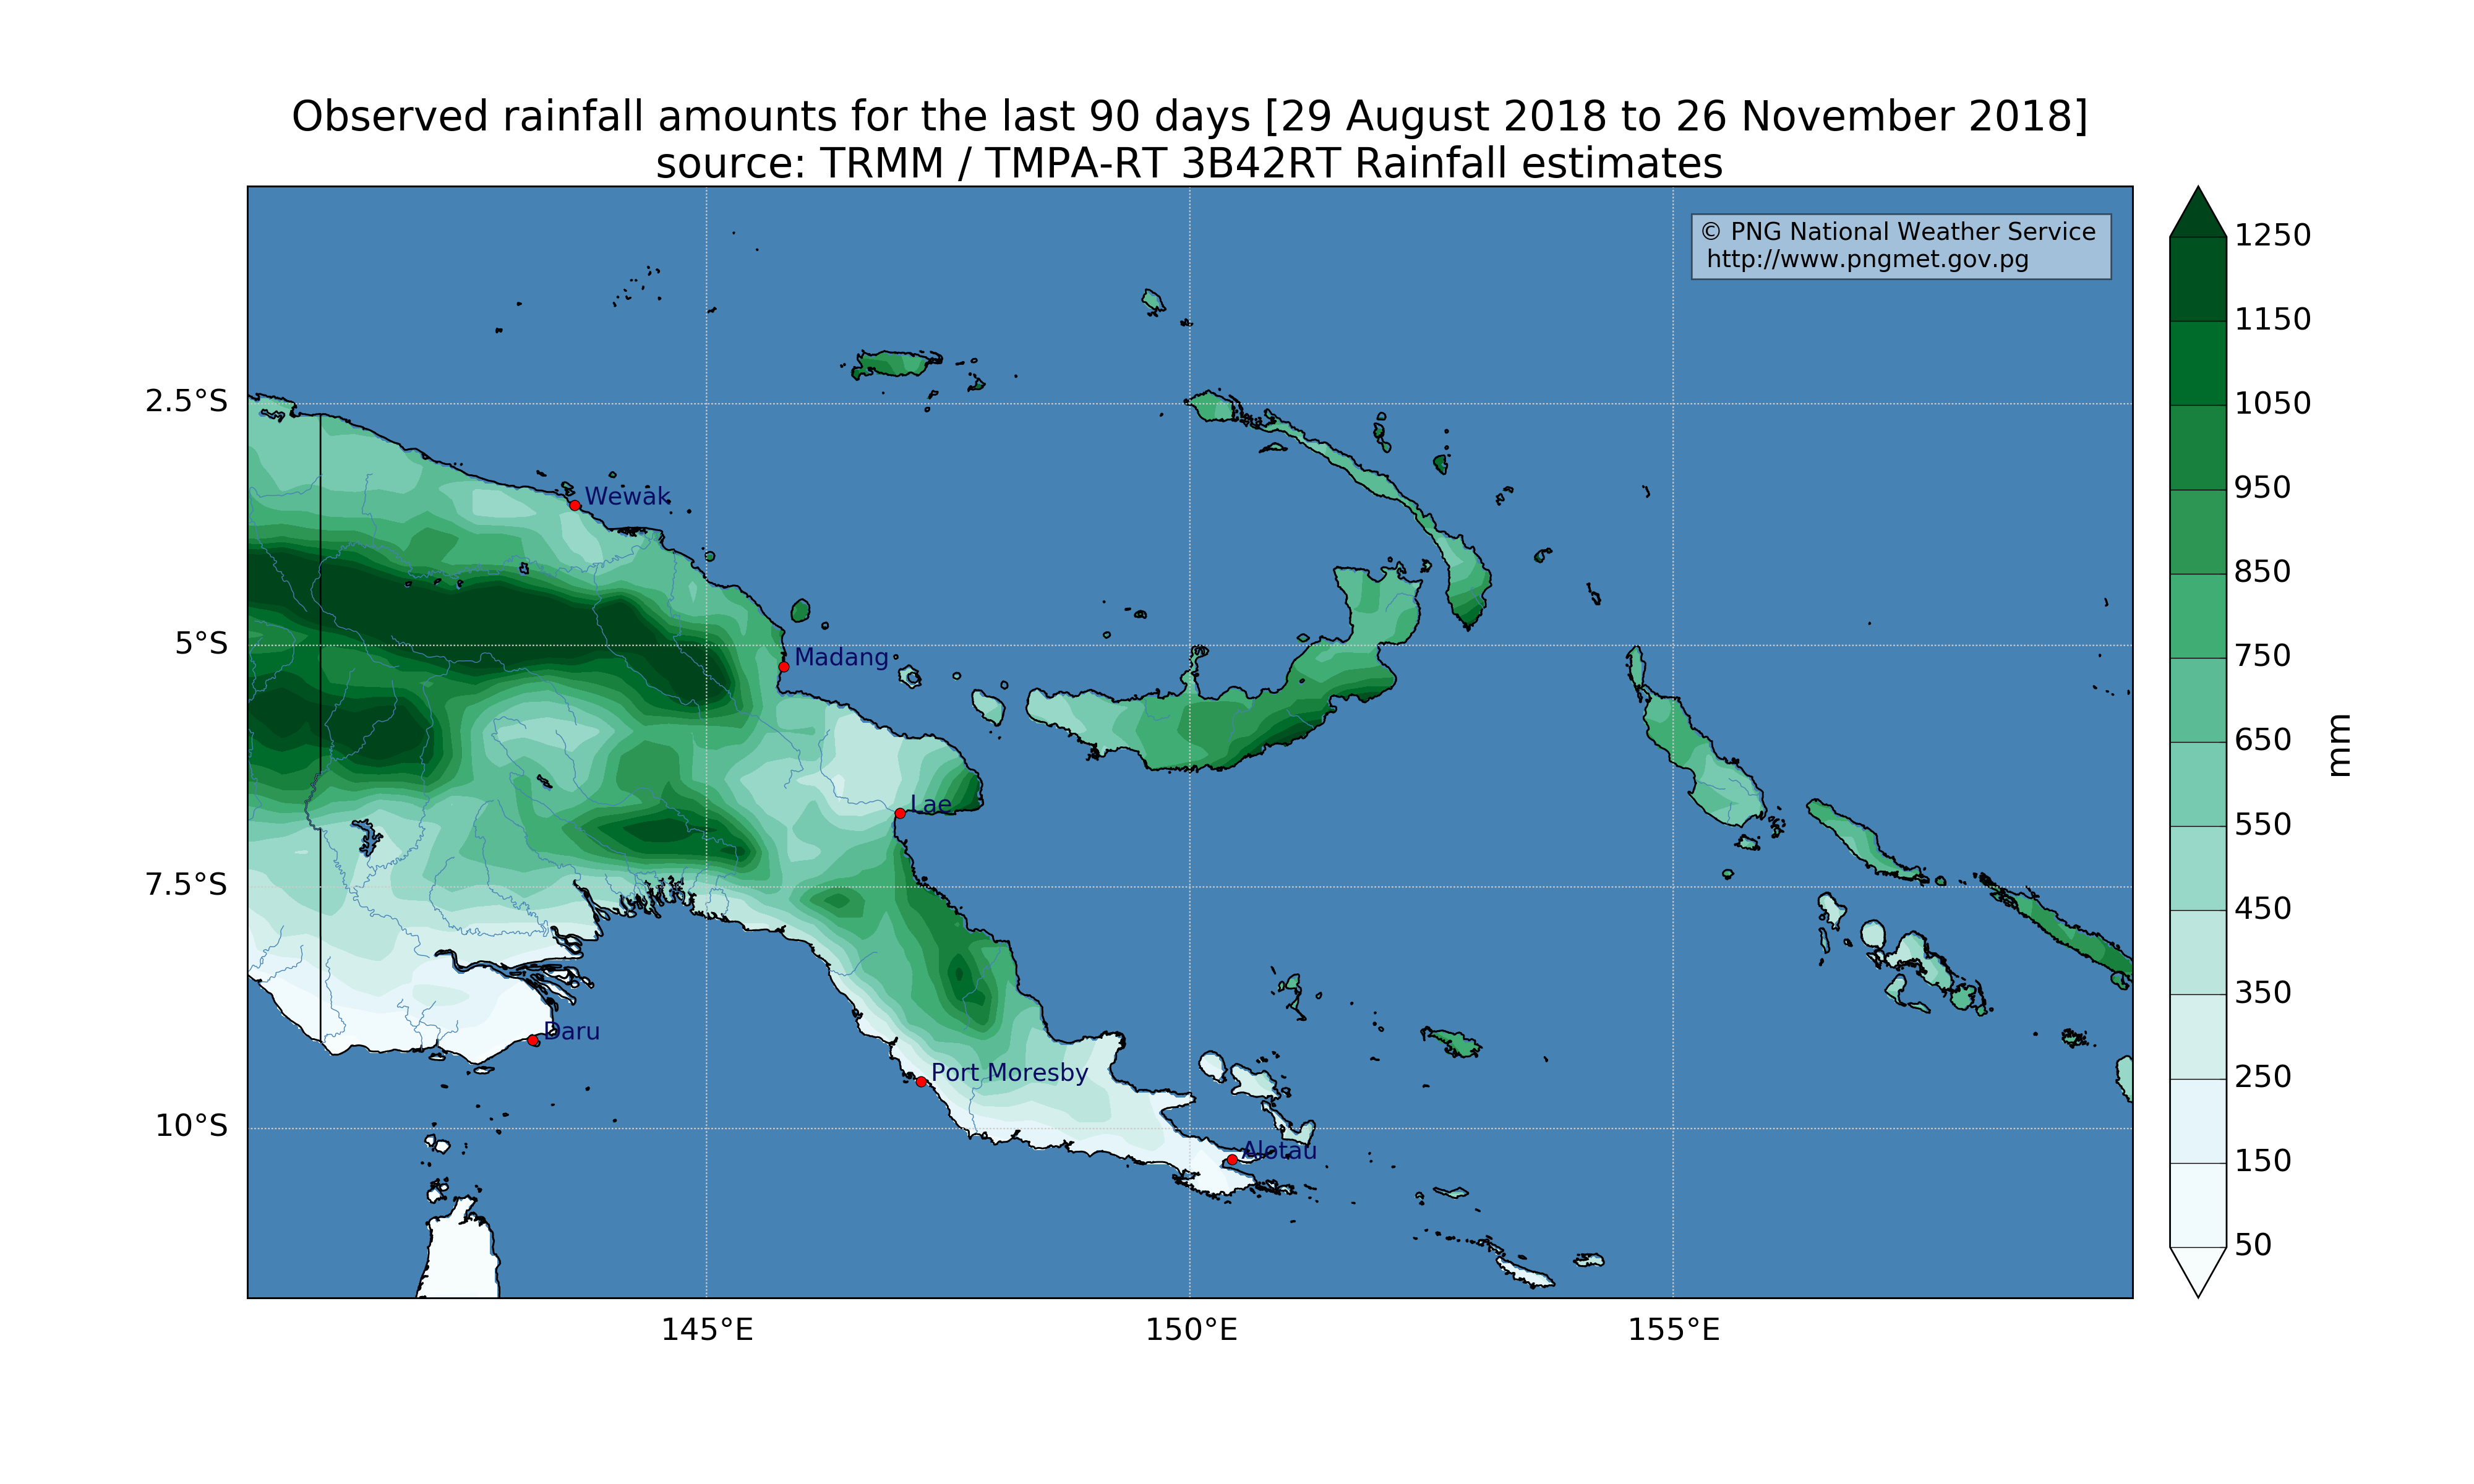 Observed rainfall amounts for the last 90 days [29 August 2018 to 26 November 2018]
source: TRMM / TMPA-RT 3B42RT Rainfall estimates
© PNG National Weather Service
http://www.pngmet.gov.pg
1250
1150
1050
950
850
750
650
550
450
350
250
150
50
mm
2.5°S
5°S
7.5°S
10°S
Wewak
Madang
Lae
Daru
Port Moresby
Alotau
145°E
150°E
155°E